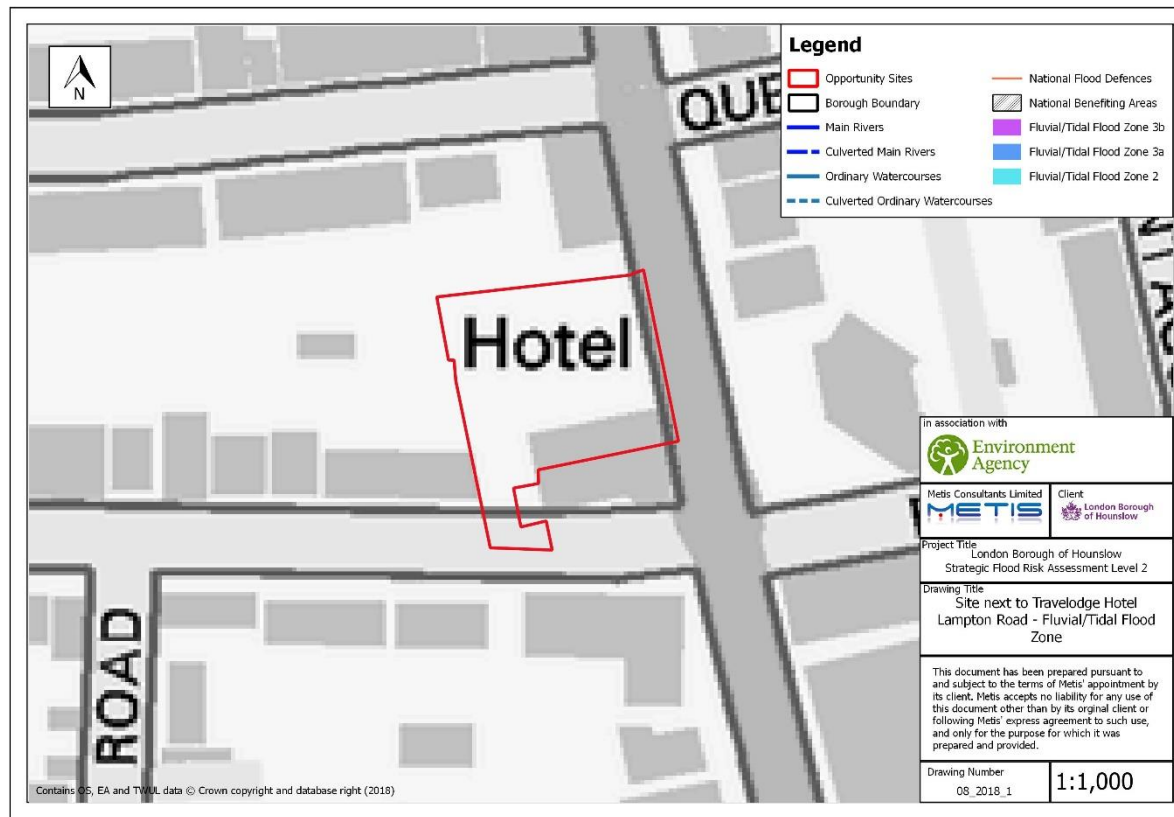 N
QUE
Hotel
ROAD
Legend
Opportunity Sites
Borough Boundary
Main Rivers
Culverted Main Rivers
Ordinary Watercourses
Culverted Ordinary Watercourses
National Flood Defences
National Benefiting Areas
Fluvial/Tidal Flood Zone 3b
Fluvial/Tidal Flood Zone 3a
Fluvial/Tidal Flood Zone 2
in association with
Environment
Agency
Metis Consultants Limited
METIS
Client
London Borough
of Hounslow
Project Title
London Borough of Hounslow
Strategic Flood Risk Assessment Level 2
Drawing Title
Site next to Travelodge Hotel
Lampton Road - Fluvial/Tidal Flood
Zone
This document has been prepared pursuant to
and subject to the terms of Metis' appointment by
its client. Metis accepts no liability for any use of
this document other than by its orginal client or
following Metis' express agreement to such use,
and only for the purpose for which it was
prepared and provided.
Drawing Number
08_2018_1
1:1,000
Contains OS, EA and TWUL data © Crown copyright and database right (2018)